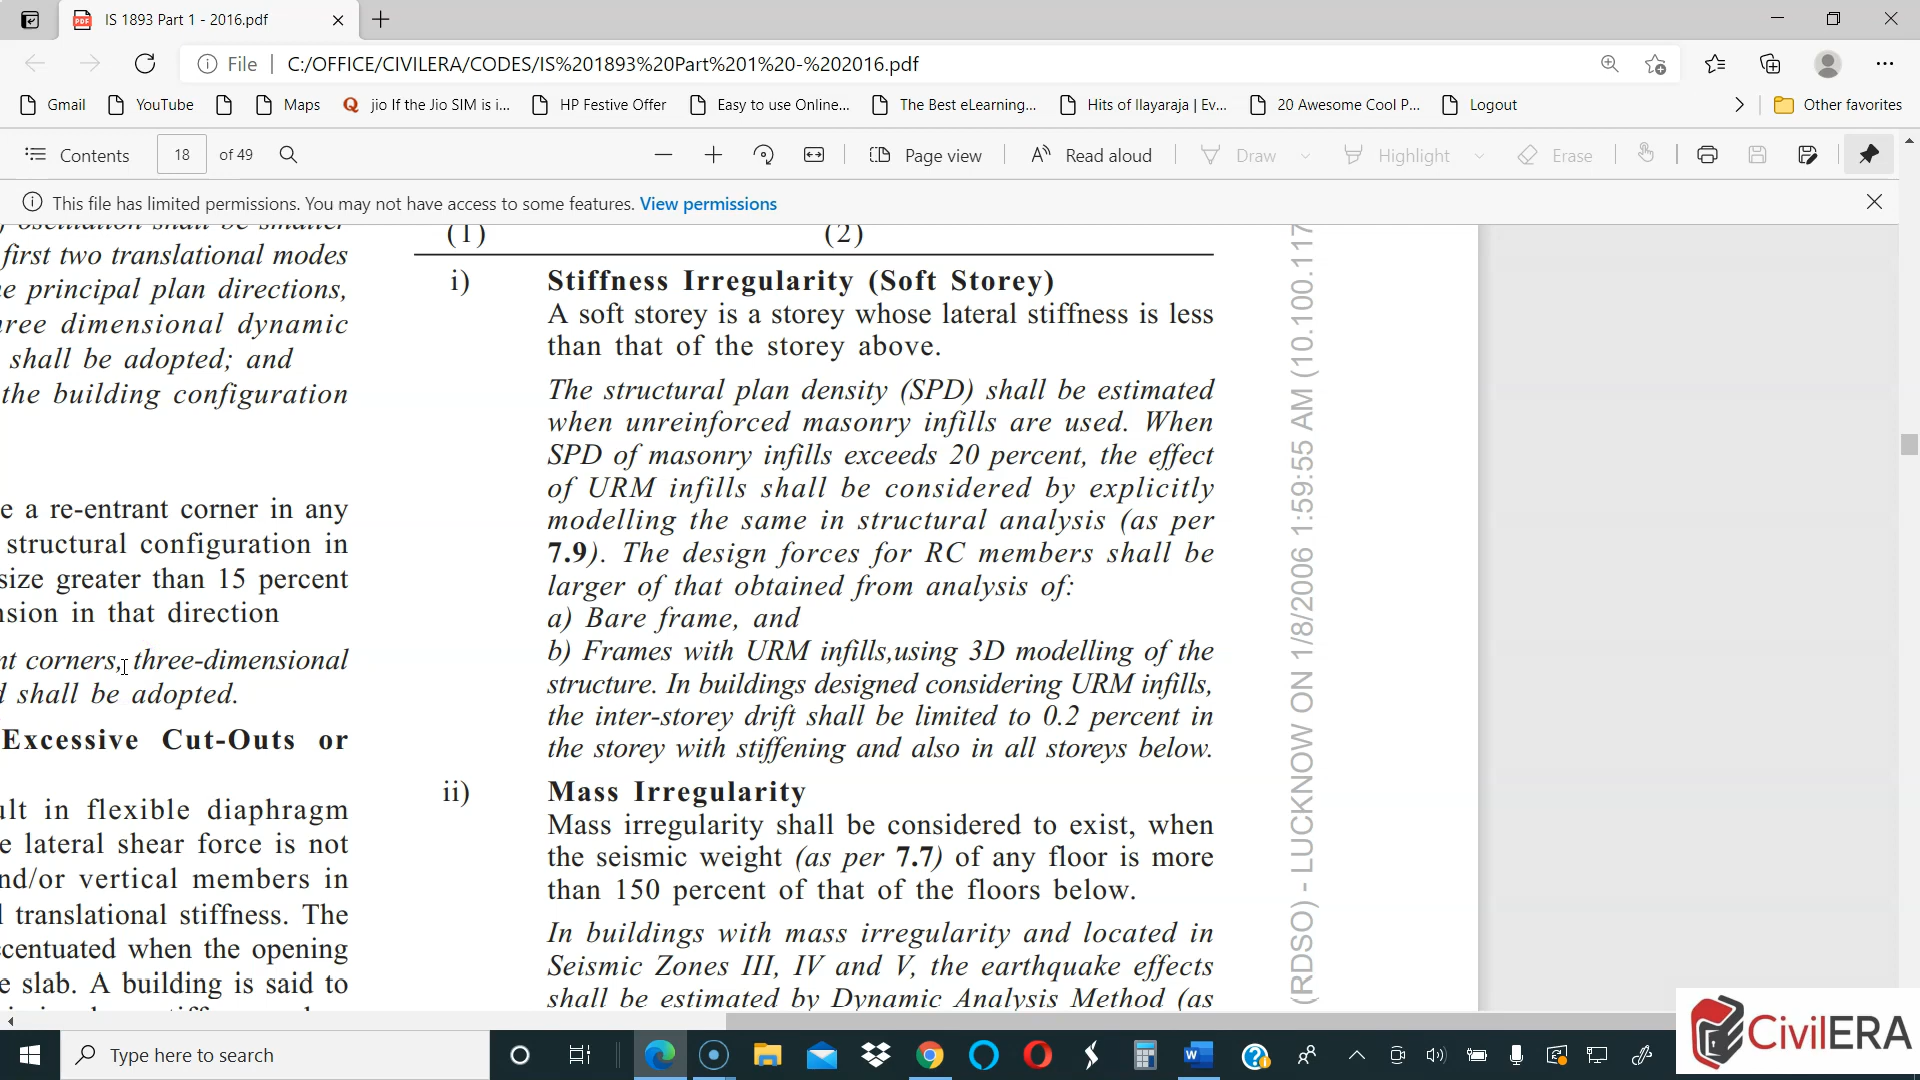 IS 1893 Part 1 - 2016.pdf
File
C:/OFFICE/CIVILERA/CODES/IS%201893%20Part%201%20-%202016.pdf
Gmail
YouTube
Maps
jio If the Jio SIM is i...
HP Festive Offer
Easy to use Online...
The Best eLearning...
Hits of Ilayaraja | Ev...
20 Awesome Cool P...
Logout
Other favorites
Contents
18
of 49
Page view
Read aloud
Draw
Highlight
Erase
This file has limited permissions. You may not have access to some features. View permissions
oscillation shall be smaller
first two translational modes
e principal plan directions,
ree dimensional dynamic
shall be adopted; and
the building configuration
e a re-entrant corner in any
structural configuration in
size greater than 15 percent
nsion in that direction
nt corners, three-dimensional
d shall be adopted.
Excessive Cut-Outs or
ult in flexible diaphragm
e lateral shear force is not
nd/or vertical members in
l translational stiffness. The
ccentuated when the opening
e slab. A building is said to
(1) (2)
i) Stiffness Irregularity (Soft Storey)
A soft storey is a storey whose lateral stiffness is less
than that of the storey above.
The structural plan density (SPD) shall be estimated
when unreinforced masonry infills are used. When
SPD of masonry infills exceeds 20 percent, the effect
of URM infills shall be considered by explicitly
modelling the same in structural analysis (as per
7.9). The design forces for RC members shall be
larger of that obtained from analysis of:
a) Bare frame, and
b) Frames with URM infills,using 3D modelling of the
structure. In buildings designed considering URM infills,
the inter-storey drift shall be limited to 0.2 percent in
the storey with stiffening and also in all storeys below.
ii) Mass Irregularity
Mass irregularity shall be considered to exist, when
the seismic weight (as per 7.7) of any floor is more
than 150 percent of that of the floors below.
In buildings with mass irregularity and located in
Seismic Zones III, IV and V, the earthquake effects
shall be estimated by Dynamic Analysis Method (as
(RDSO) - LUCKNOW ON 1/8/2006 1:59:55 AM (10.100.117
Type here to search
CivilERA